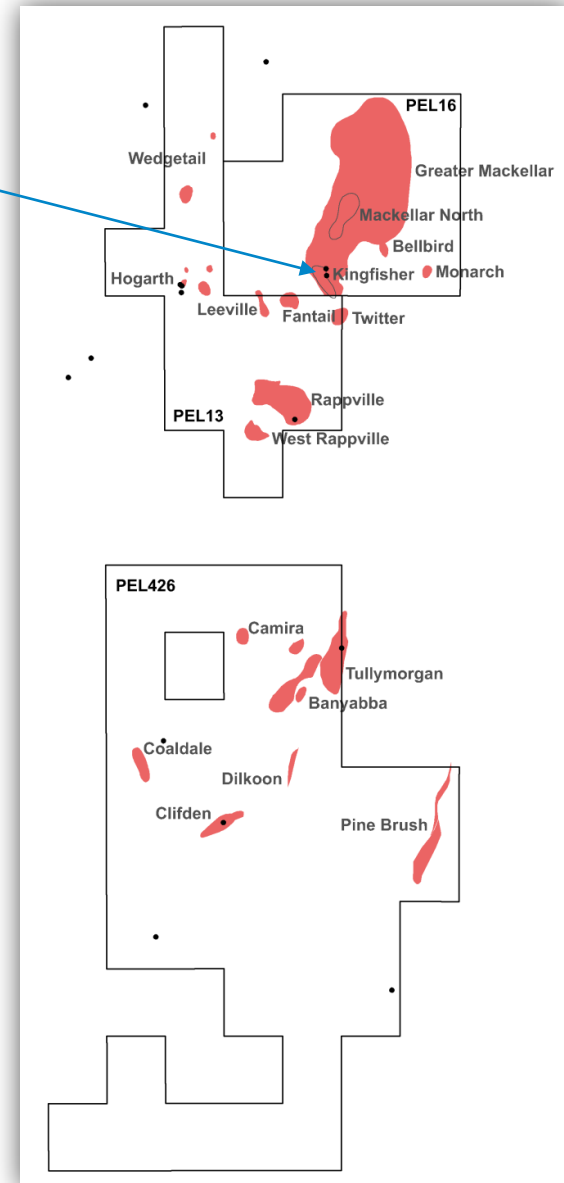 PEL16
Wedgetail
Greater Mackellar
Mackellar North
Bellbird
Hogarth
Kingfisher
Monarch
Leeville
Fantail
Twitter
Rappville
PEL13
West Rappville
PEL426
Camira
Tullymorgan
Banyabba
Coaldale
Dilkoon
Clifden
Pine Brush